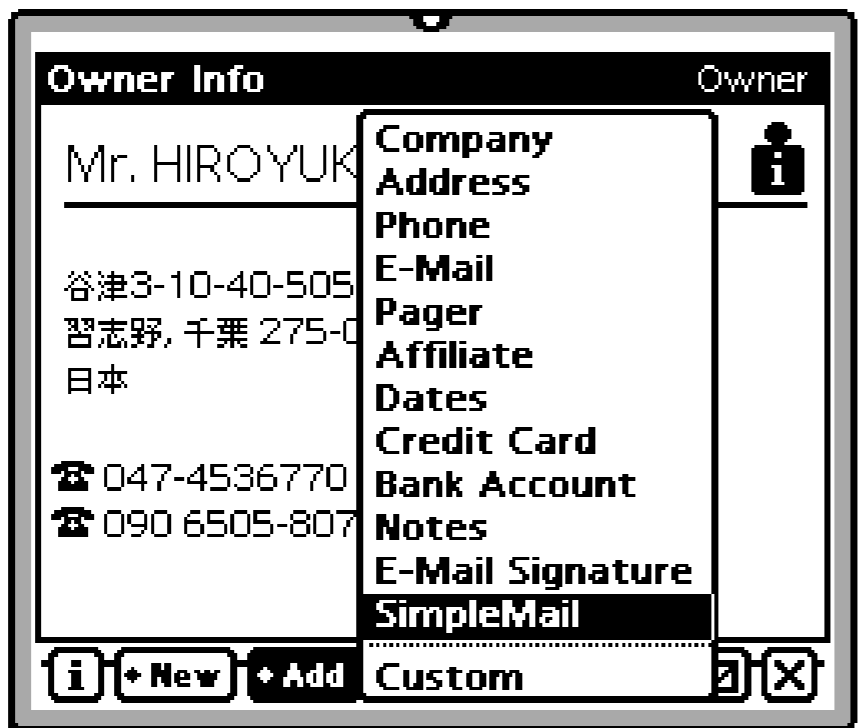 Owner Info Owner
Mr. HIROYUK
谷津3-10-40-505
習志野, 千葉 275-0
日本
☎ 047-4536770
☎ 090 6505-807
Company
Address
Phone
E-Mail
Pager
Affiliate
Dates
Credit Card
Bank Account
Notes
E-Mail Signature
SimpleMail
Custom
i New Add